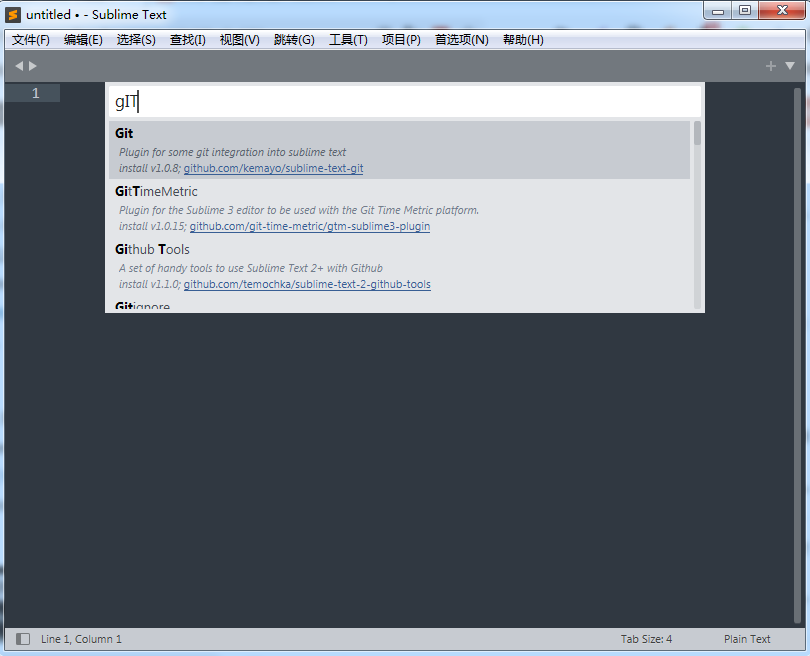 untitled • - Sublime Text
文件(F) 编辑(E) 选择(S) 查找(I) 视图(V) 跳转(G) 工具(T) 项目(P) 首选项(N) 帮助(H)
1
gIT
Git
Plugin for some git integration into sublime text
install v1.0.8; github.com/kemayo/sublime-text-git
GitTimeMetric
Plugin for the Sublime 3 editor to be used with the Git Time Metric platform.
install v1.0.15; github.com/git-time-metric/gtm-sublime3-plugin
Github Tools
A set of handy tools to use Sublime Text 2+ with Github
install v1.1.0; github.com/temochka/sublime-text-2-github-tools
Gitignore
Line 1, Column 1 Tab Size: 4 Plain Text